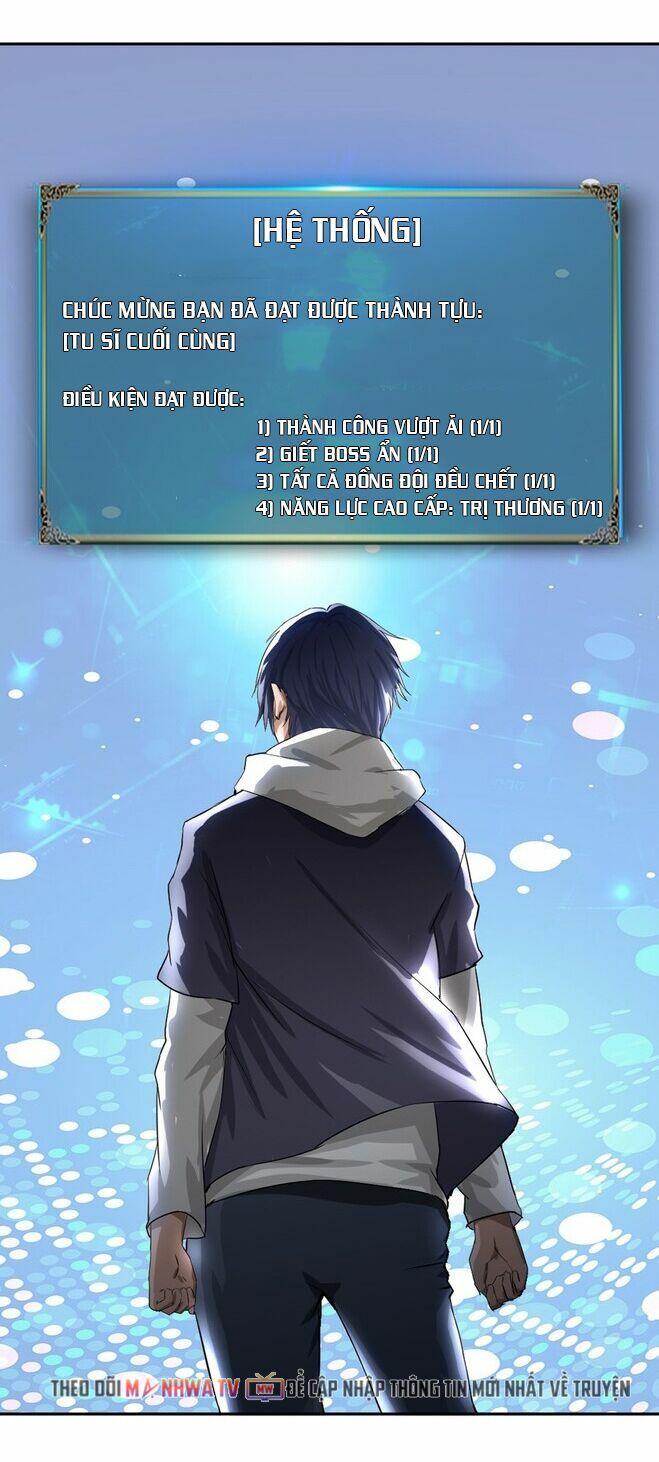 [HỆ THỐNG]
CHÚC MỪNG BẠN ĐÃ ĐẠT ĐƯỢC THÀNH TỰU:
[TU SĨ CUỐI CÙNG]
ĐIỀU KIỆN ĐẠT ĐƯỢC:
1) THÀNH CÔNG VƯỢT ẢI (1/1)
2) GIẾT BOSS ẨN (1/1)
3) TẤT CẢ ĐỒNG ĐỘI ĐỀU CHẾT (1/1)
4) NĂNG LỰC CAO CẤP: TRỊ THƯƠNG (1/1)
THEO DÕI MANHWATV MW ĐỂ CẬP NHẬP THÔNG TIN MỚI NHẤT VỀ TRUYỆN